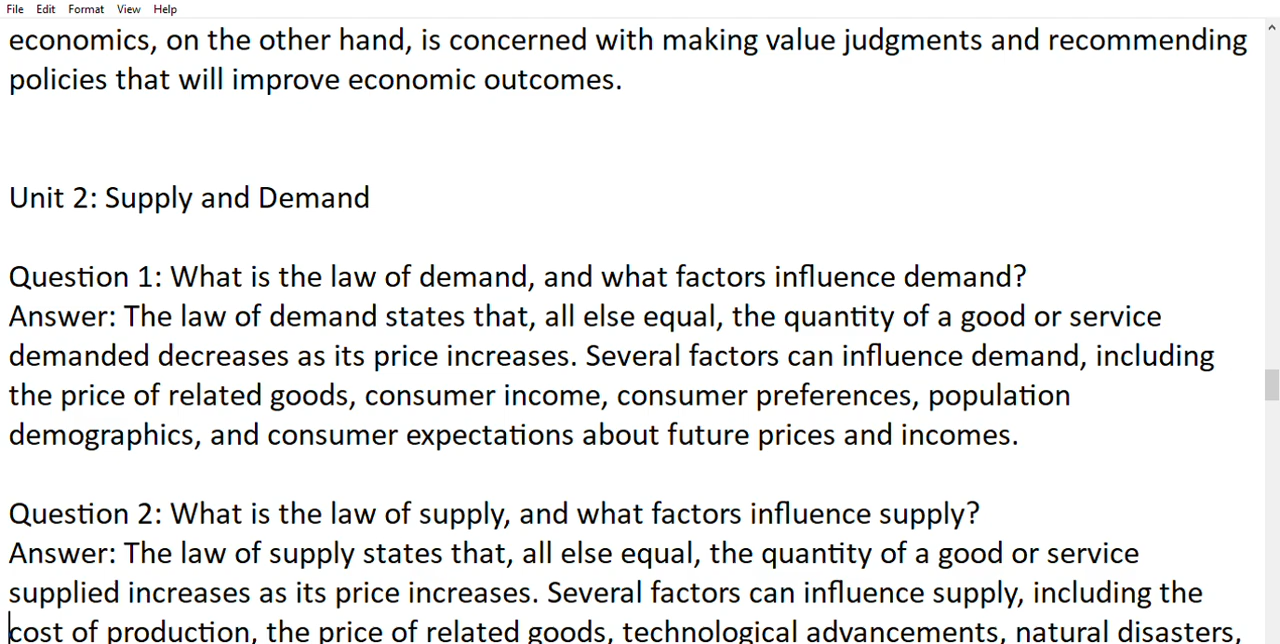 File Edit Format View Help
economics, on the other hand, is concerned with making value judgments and recommending
policies that will improve economic outcomes.
Unit 2: Supply and Demand
Question 1: What is the law of demand, and what factors influence demand?
Answer: The law of demand states that, all else equal, the quantity of a good or service
demanded decreases as its price increases. Several factors can influence demand, including
the price of related goods, consumer income, consumer preferences, population
demographics, and consumer expectations about future prices and incomes.
Question 2: What is the law of supply, and what factors influence supply?
Answer: The law of supply states that, all else equal, the quantity of a good or service
supplied increases as its price increases. Several factors can influence supply, including the
cost of production, the price of related goods, technological advancements, natural disasters,